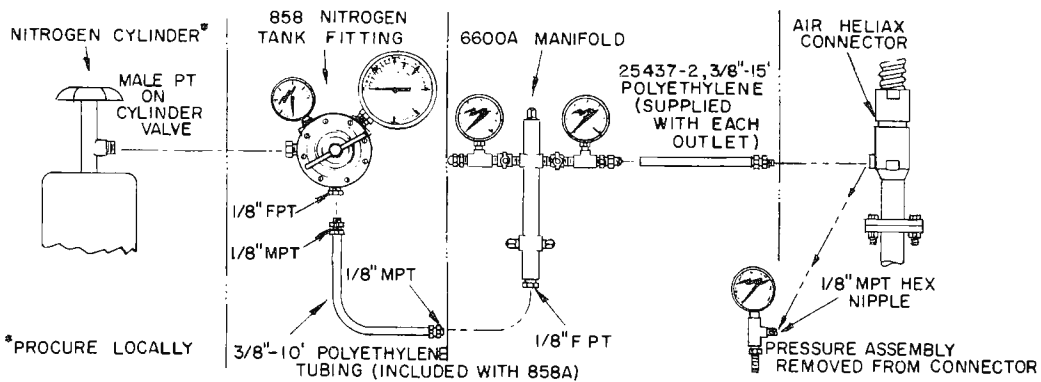 NITROGEN CYLINDER*
MALE PT
ON
CYLINDER
VALVE
*PROCURE LOCALLY
858 NITROGEN
TANK FITTING
1/8" FPT
1/8" MPT
1/8" MPT
3/8"-10' POLYETHYLENE
TUBING (INCLUDED WITH 858A)
6600A MANIFOLD
1/8" F PT
25437-2, 3/8"-15'
POLYETHYLENE
(SUPPLIED
WITH EACH
OUTLET)
AIR HELIAX
CONNECTOR
1/8" MPT HEX
NIPPLE
PRESSURE ASSEMBLY
REMOVED FROM CONNECTOR